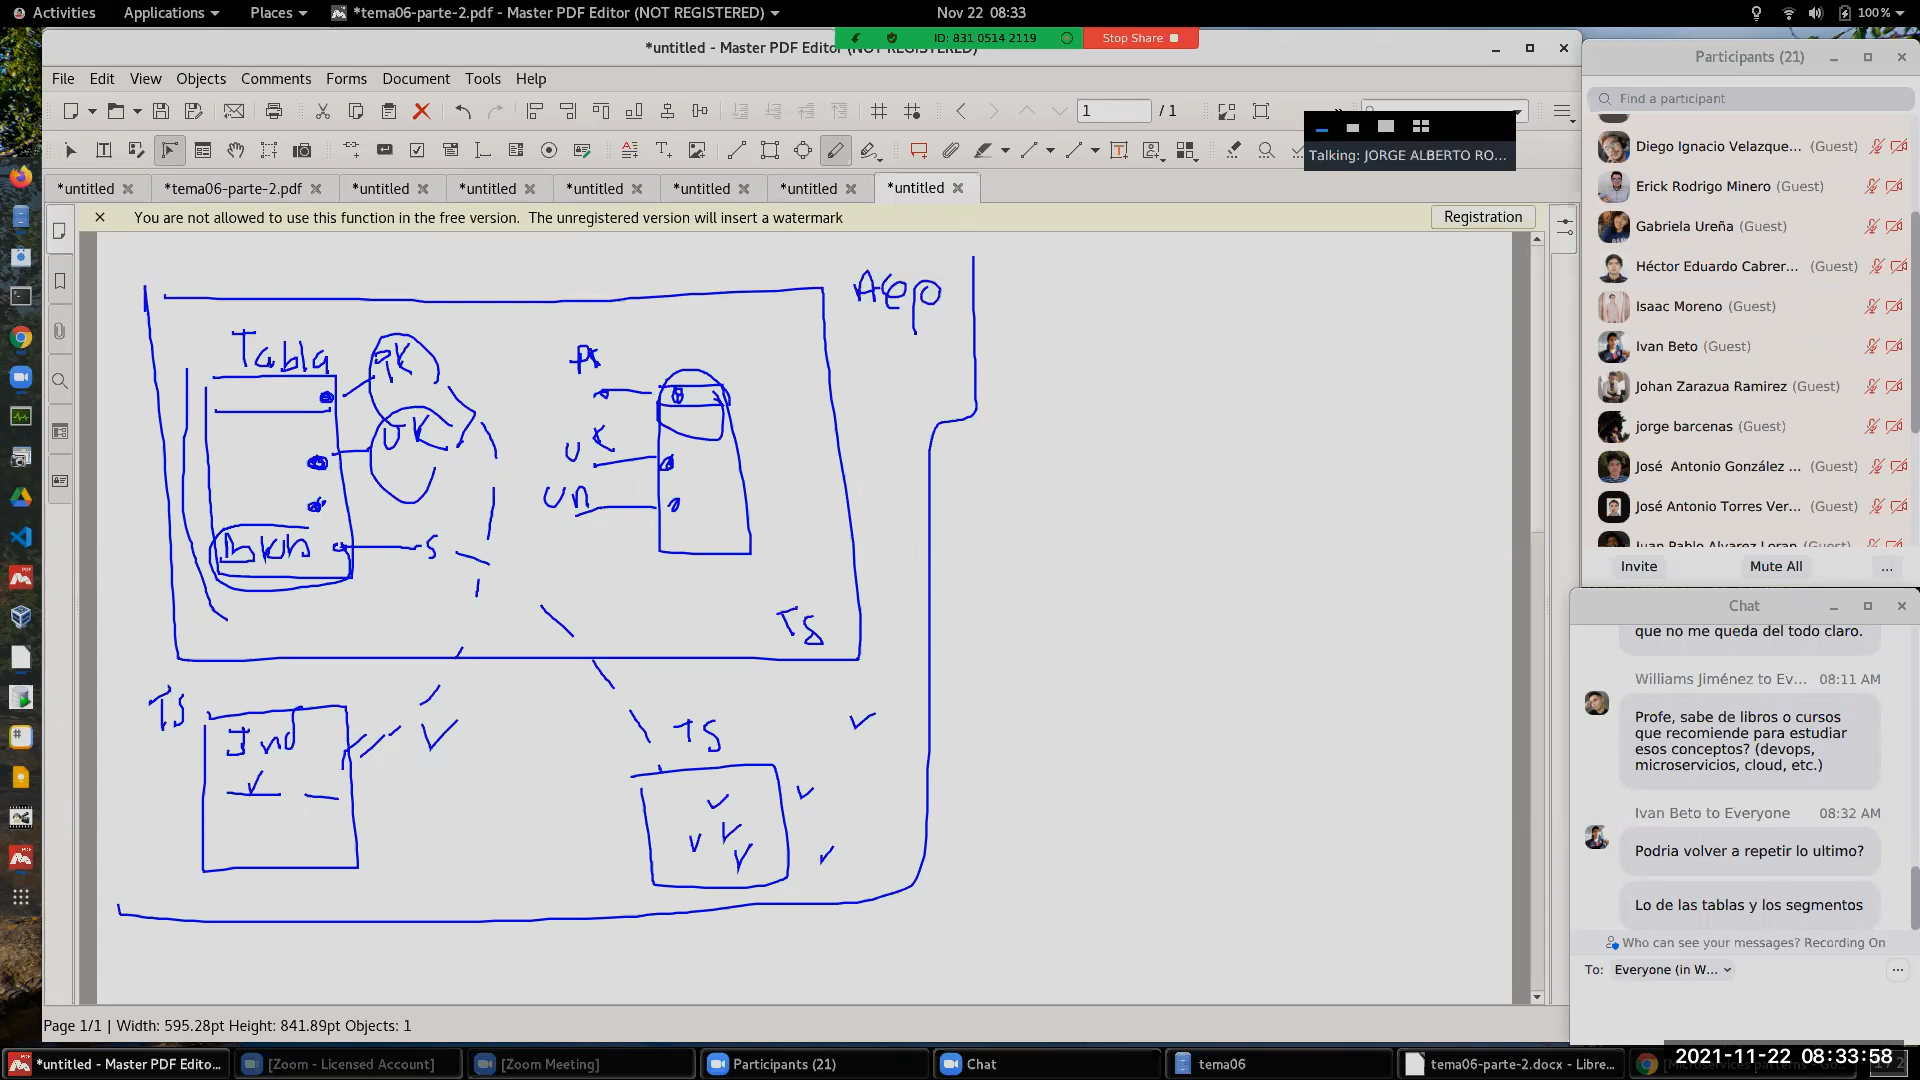 Activities
Applications
Places
*tema06-parte-2.pdf - Master PDF Editor (NOT REGISTERED)
Nov 22 08:33
100%
*untitled - Master PDF Editor (NOT REGISTERED)
ID: 831 0514 2119
Stop Share
File Edit View Objects Comments Forms Document Tools Help
1 / 1
Talking: JORGE ALBERTO RO...
*untitled
*tema06-parte-2.pdf
*untitled
*untitled
*untitled
*untitled
*untitled
*untitled
You are not allowed to use this function in the free version. The unregistered version will insert a watermark
Registration
App
Tabla
PK
UK
S
PK
UK
Un
TS
TS
Ind
TS
Page 1/1 | Width: 595.28pt Height: 841.89pt Objects: 1
Participants (21)
Find a participant
Diego Ignacio Velazque... (Guest)
Erick Rodrigo Minero (Guest)
Gabriela Ureña (Guest)
Héctor Eduardo Cabrer... (Guest)
Isaac Moreno (Guest)
Ivan Beto (Guest)
Johan Zarazua Ramirez (Guest)
jorge barcenas (Guest)
José Antonio González ... (Guest)
José Antonio Torres Ver... (Guest)
Juan Pablo Alvarez Loran (Guest)
Invite
Mute All
...
Chat
que no me queda del todo claro.
Williams Jiménez to Ev... 08:11 AM
Profe, sabe de libros o cursos
que recomiende para estudiar
esos conceptos? (devops,
microservicios, cloud, etc.)
Ivan Beto to Everyone 08:32 AM
Podria volver a repetir lo ultimo?
Lo de las tablas y los segmentos
Who can see your messages? Recording On
To: Everyone (in W...
*untitled - Master PDF Editor (NOT REGISTERED)...
[Zoom - Licensed Account]
[Zoom Meeting]
Participants (21)
Chat
tema06
tema06-parte-2.docx - Libre...
2021-11-22 08:33:58